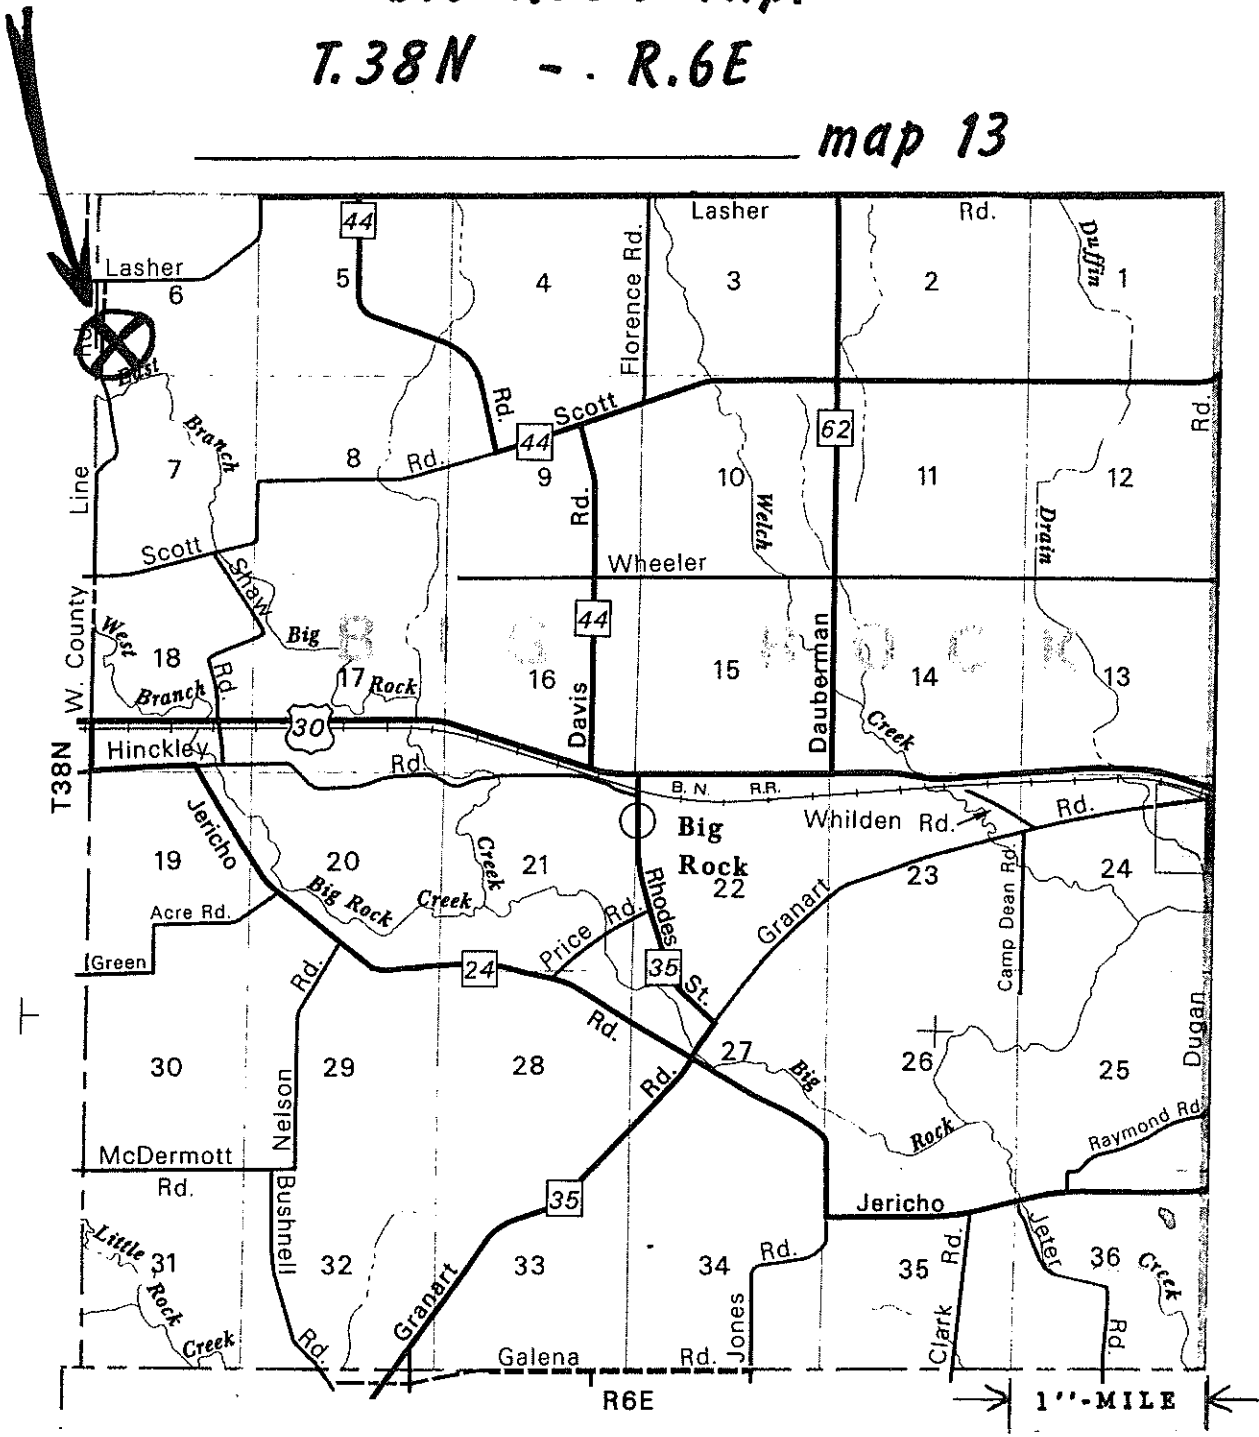 T.38N - . R.6E
map 13
44
Lasher Rd.
Duffin
Lasher
5
4
Florence Rd.
3
2
1
6
East
Rd.
Scott
44
62
Rd.
Branch
7
8
Rd.
9
10
11
12
Line
Rd.
Welch
Drain
Scott
Wheeler
Shaw
44
W. County
West
Big
B I G R O C K
18
17
Rock
16
15
14
13
Branch
Rd.
Davis
Dauberman
Creek
30
T38N
Hinckley
Rd.
B. N. R.R.
Whilden Rd.
Rd.
Big
Rock
Jericho
19
20
21
22
23
24
Creek
Big Rock
Creek
Rhodes
St.
Granart
Camp Dean Rd.
Acre Rd.
Green
Price Rd.
24
35
Rd.
Rd.
Dugan
30
29
28
27
26
25
Big
Rd.
Nelson
Rock
Raymond Rd
McDermott
Rd.
Bushnell
35
Jericho
Jeter
Little
Rock
Creek
31
32
33
34
35
36
Rd.
Rd.
Creek
Granart
Jones
Clark
Rd.
Rd.
Galena Rd.
R6E
1"-MILE